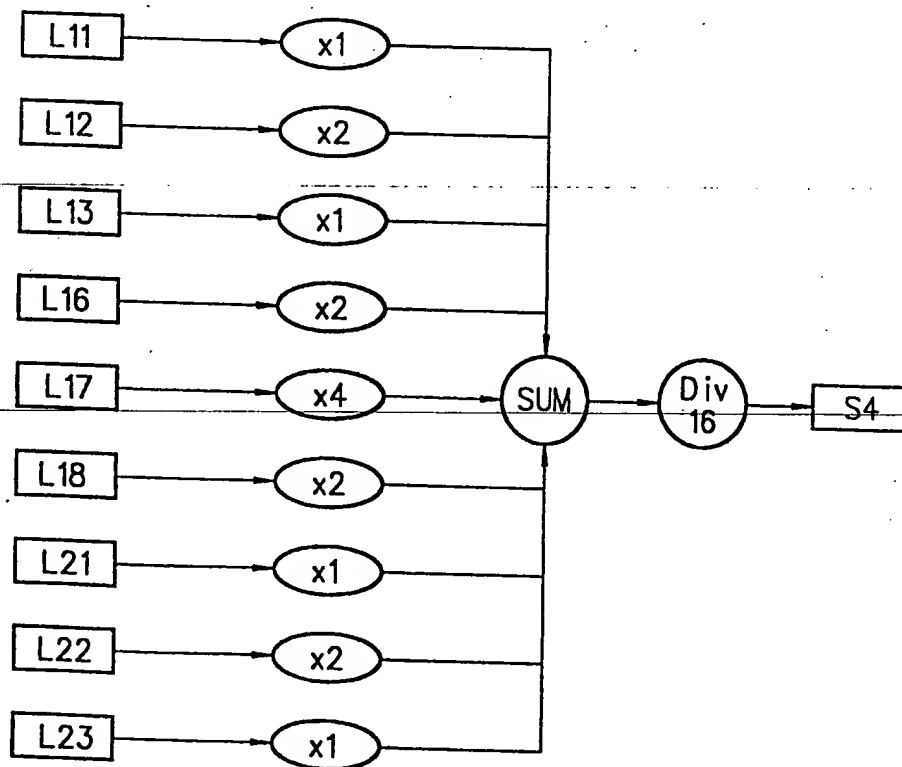 L11 x1
L12 x2
L13 x1
L16 x2
L17 x4 SUM Div 16 S4
L18 x2
L21 x1
L22 x2
L23 x1